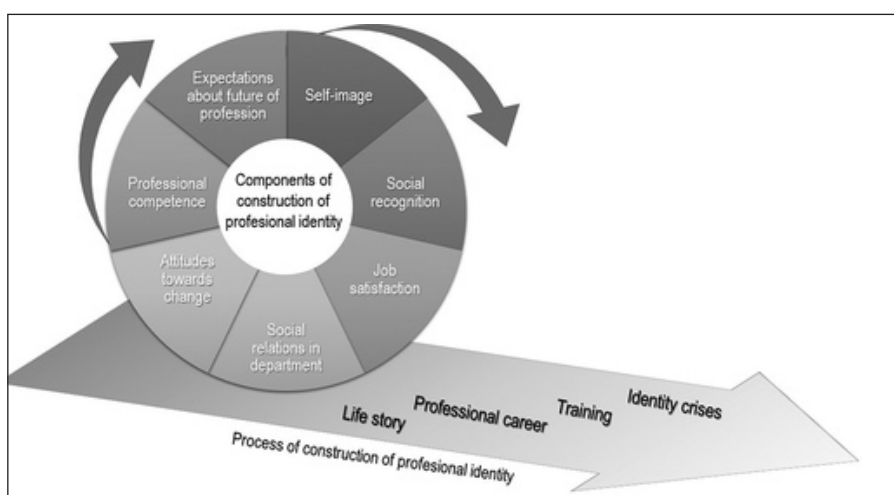 Expectations
about future of
profession
Self-image
Professional
competence
Components of
construction of
profesional identity
Social
recognition
Attitudes
towards
change
Job
satisfaction
Social
relations in
department
Life story
Professional career
Training
Identity crises
Process of construction of profesional identity